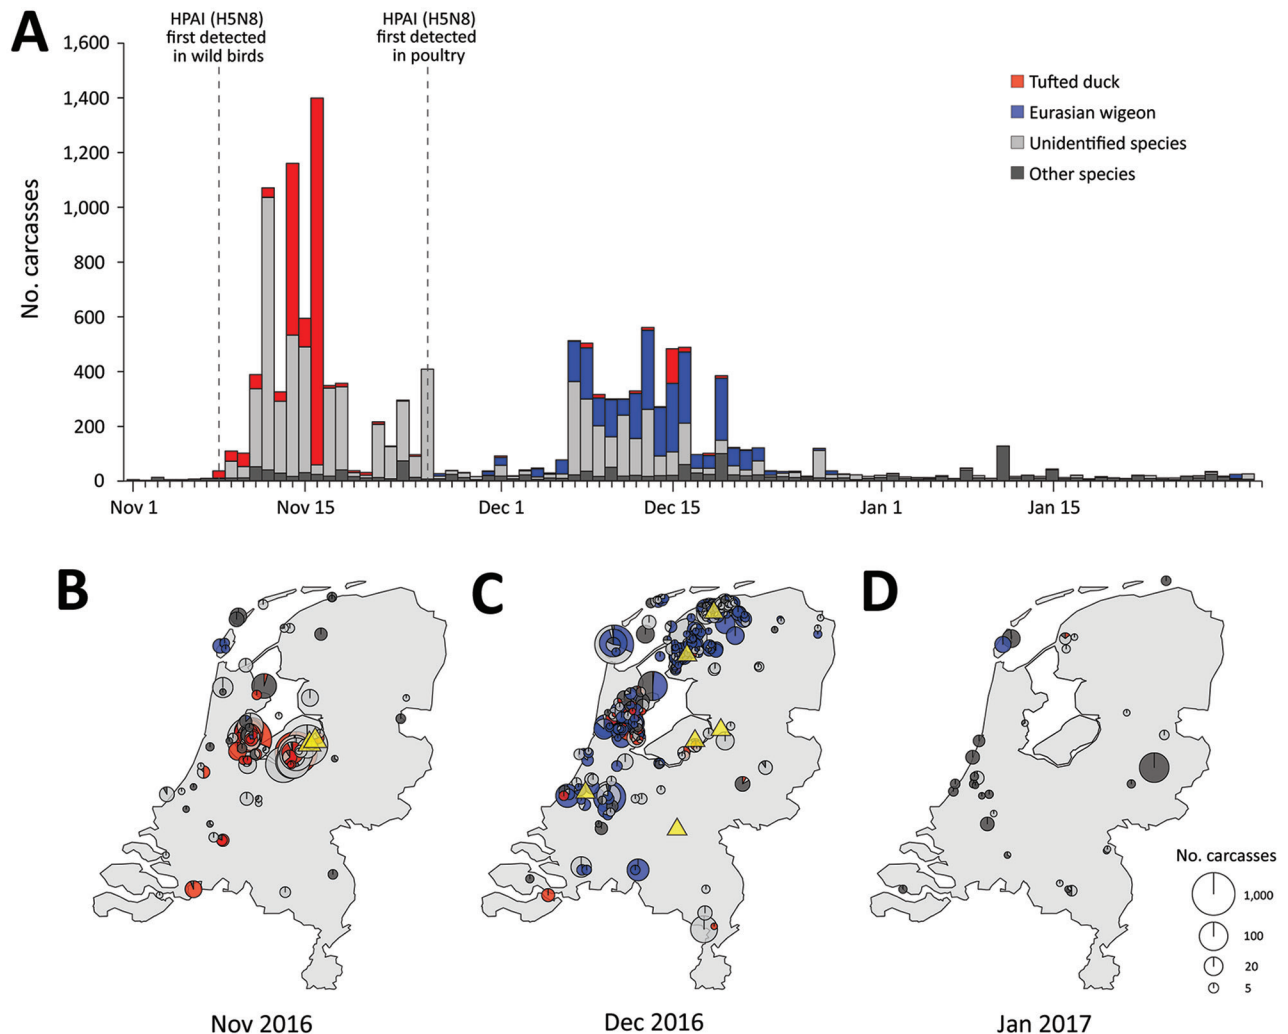 A
HPAI (H5N8)
first detected
in wild birds
HPAI (H5N8)
first detected
in poultry
No. carcasses
1,600
1,400
1,200
1,000
800
600
400
200
0
Tufted duck
Eurasian wigeon
Unidentified species
Other species
Nov 1
Nov 15
Dec 1
Dec 15
Jan 1
Jan 15
B
C
D
No. carcasses
1,000
100
20
5
Nov 2016
Dec 2016
Jan 2017